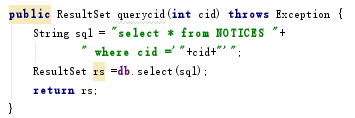 public ResultSet querycid(int cid) throws Exception {
String sql = "select * from NOTICES "+
" where cid ='"+cid+"'";
ResultSet rs =db.select(sql);
return rs;
}